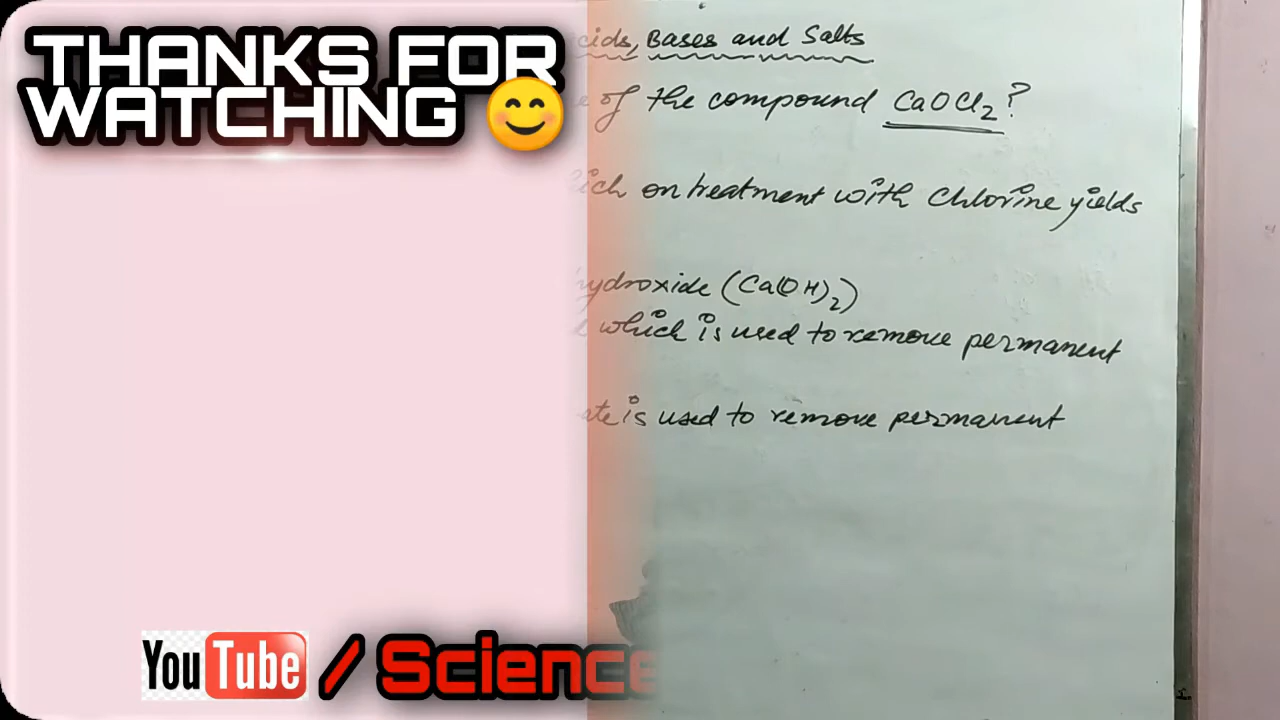 THANKS FOR
WATCHING 😊
cids, Bases and Salts
of the compound CaOCl₂?
ich on treatment with chlorine yields
hydroxide (Ca(OH)₂)
which is used to remove permanent
ate is used to remove permanent
YouTube / Science